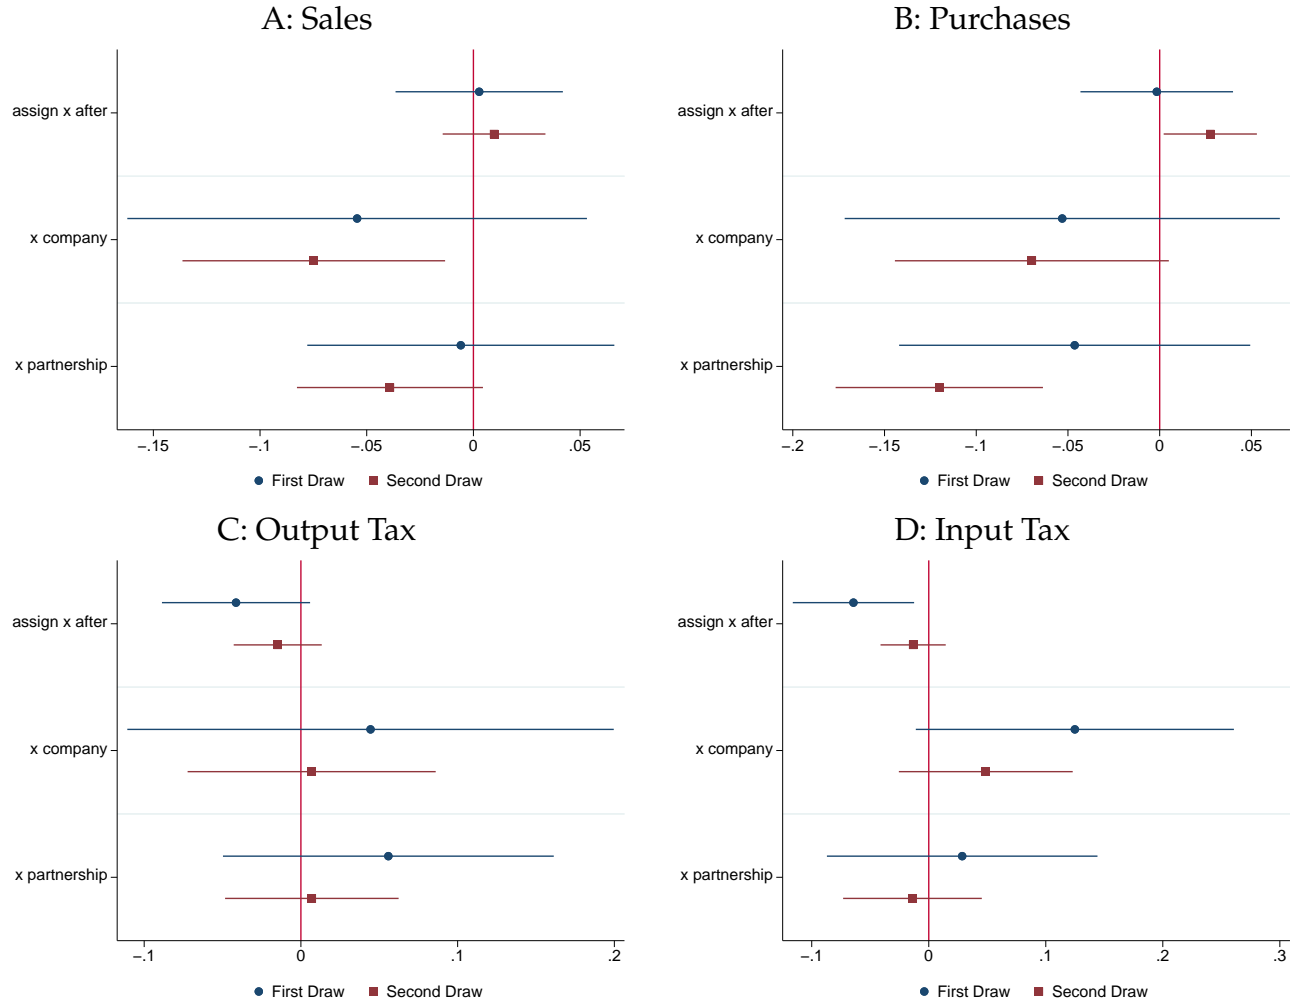 A: Sales
assign x after
x company
x partnership
−.15 −.1 −.05 0 .05
First Draw Second Draw
B: Purchases
assign x after
x company
x partnership
−.2 −.15 −.1 −.05 0 .05
First Draw Second Draw
C: Output Tax
assign x after
x company
x partnership
−.1 0 .1 .2
First Draw Second Draw
D: Input Tax
assign x after
x company
x partnership
−.1 0 .1 .2 .3
First Draw Second Draw